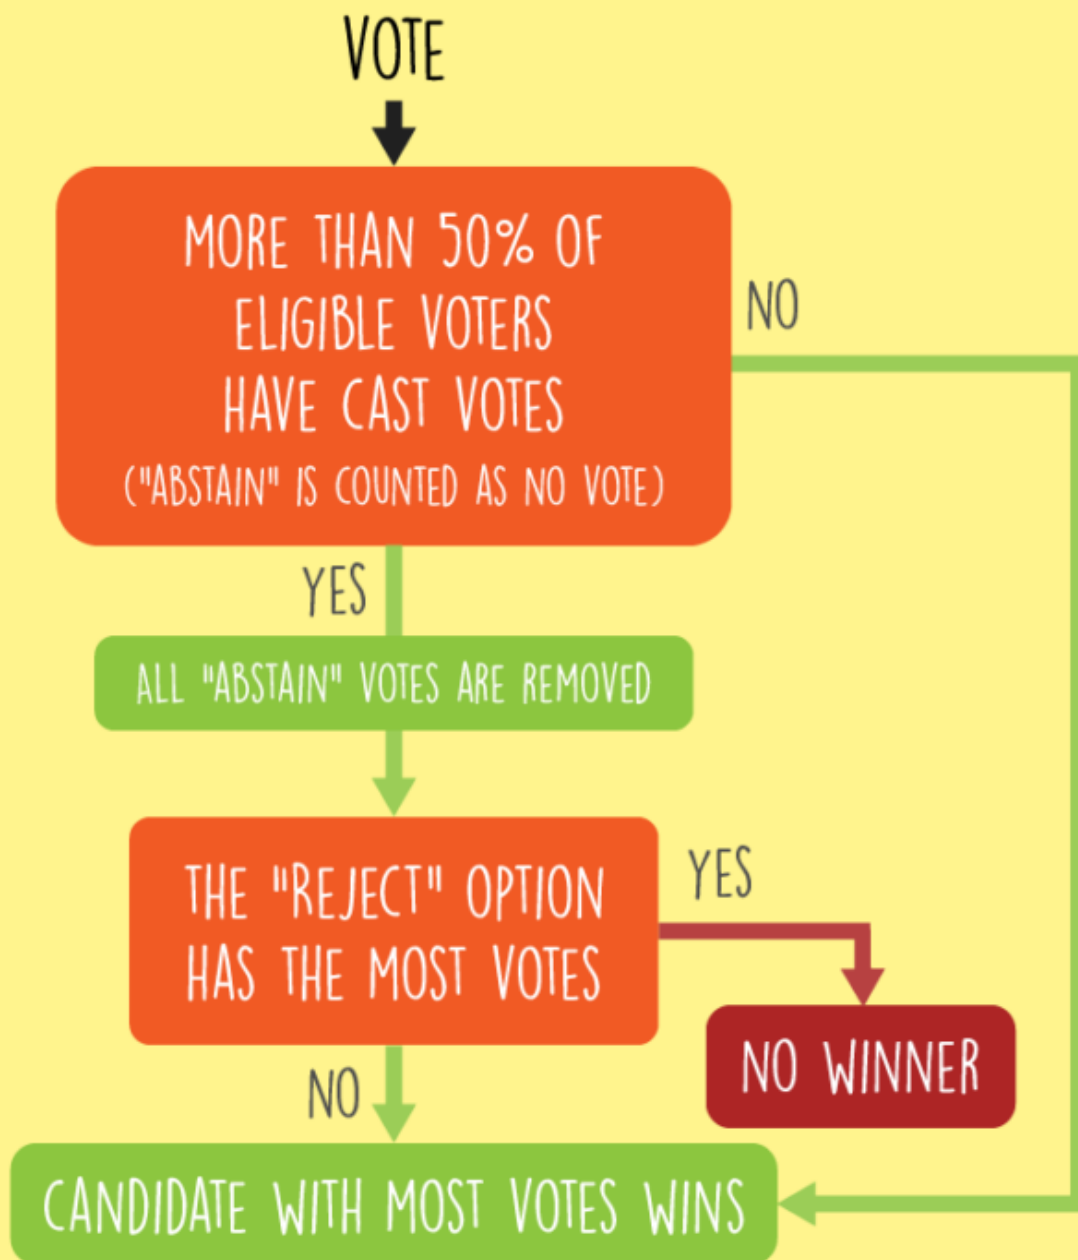 VOTE
MORE THAN 50% OF
ELIGIBLE VOTERS
HAVE CAST VOTES
("ABSTAIN" IS COUNTED AS NO VOTE)
NO
YES
ALL "ABSTAIN" VOTES ARE REMOVED
THE "REJECT" OPTION
HAS THE MOST VOTES
YES
NO WINNER
NO
CANDIDATE WITH MOST VOTES WINS